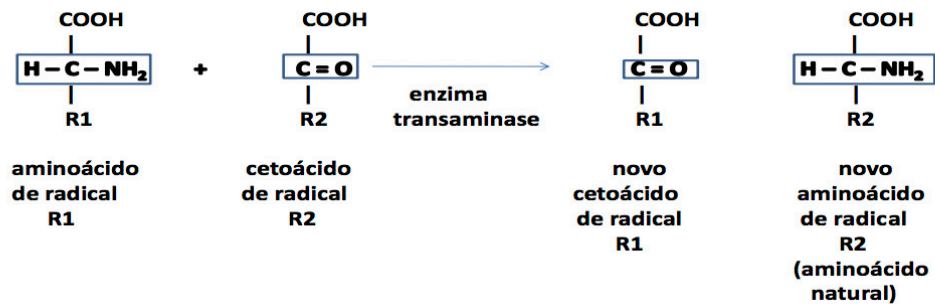 COOH COOH COOH COOH
H – C – NH₂ + C = O C = O H – C – NH₂
R1 R2 enzima transaminase R1 R2
aminoácido de radical R1
cetoácido de radical R2
novo cetoácido de radical R1
novo aminoácido de radical R2 (aminoácido natural)